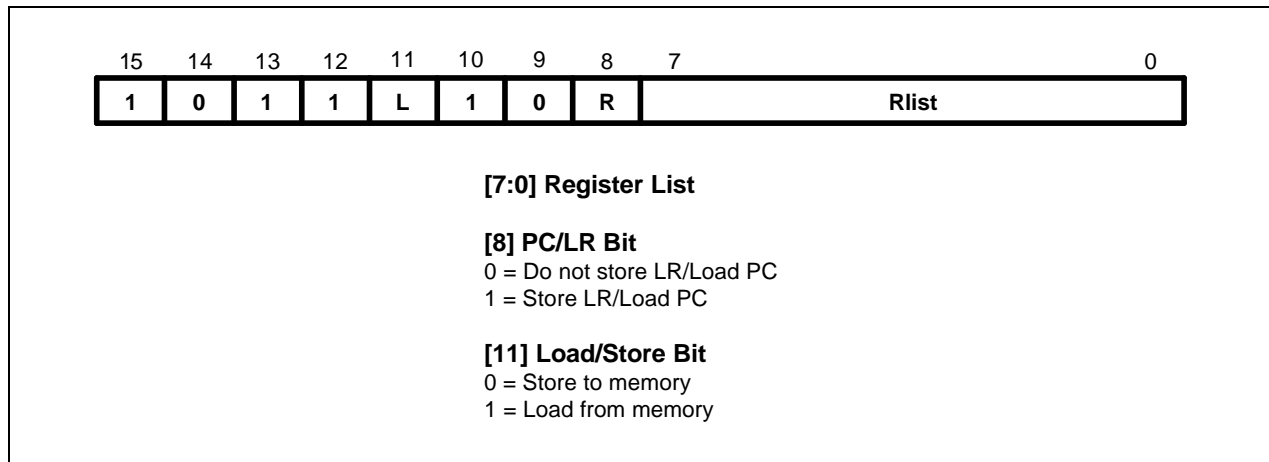 15 14 13 12 11 10 9 8 7 0
1 0 1 1 L 1 0 R Rlist
[7:0] Register List
[8] PC/LR Bit
0 = Do not store LR/Load PC
1 = Store LR/Load PC
[11] Load/Store Bit
0 = Store to memory
1 = Load from memory